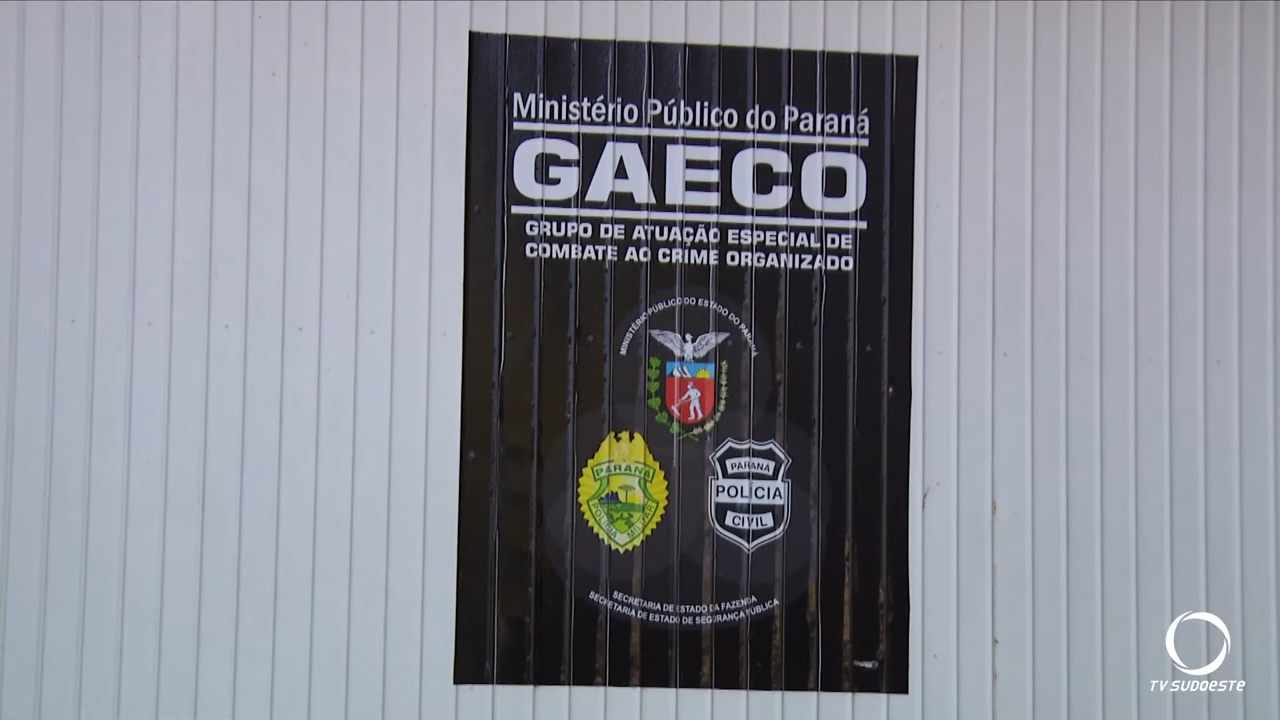 Ministério Público do Paraná
GAECO
GRUPO DE ATUAÇÃO ESPECIAL DE
COMBATE AO CRIME ORGANIZADO
MINISTÉRIO PÚBLICO DO ESTADO DO PARANÁ
PARANÁ
POLÍCIA MILITAR
PARANÁ
POLÍCIA
CIVIL
SECRETARIA DE ESTADO DA FAZENDA
SECRETARIA DE ESTADO DE SEGURANÇA PÚBLICA
TV SUDOESTE